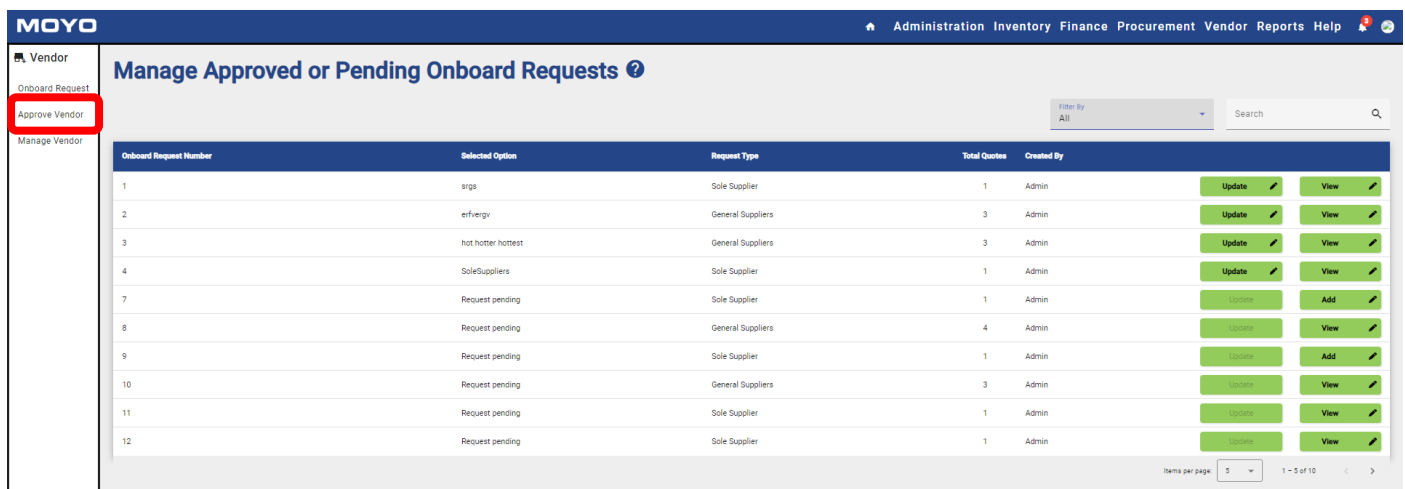 MOYO
Administration Inventory Finance Procurement Vendor Reports Help 3
Vendor
Onboard Request
Approve Vendor
Manage Vendor
Manage Approved or Pending Onboard Requests ?
Filter By
All
Search
Onboard Request Number Selected Option Request Type Total Quotes Created By
1 srgs Sole Supplier 1 Admin Update View
2 erfvergv General Suppliers 3 Admin Update View
3 hot hotter hottest General Suppliers 3 Admin Update View
4 SoleSuppliers Sole Supplier 1 Admin Update View
7 Request pending Sole Supplier 1 Admin Update Add
8 Request pending General Suppliers 4 Admin Update View
9 Request pending Sole Supplier 1 Admin Update Add
10 Request pending General Suppliers 3 Admin Update View
11 Request pending Sole Supplier 1 Admin Update View
12 Request pending Sole Supplier 1 Admin Update View
Items per page: 5 1 – 5 of 10